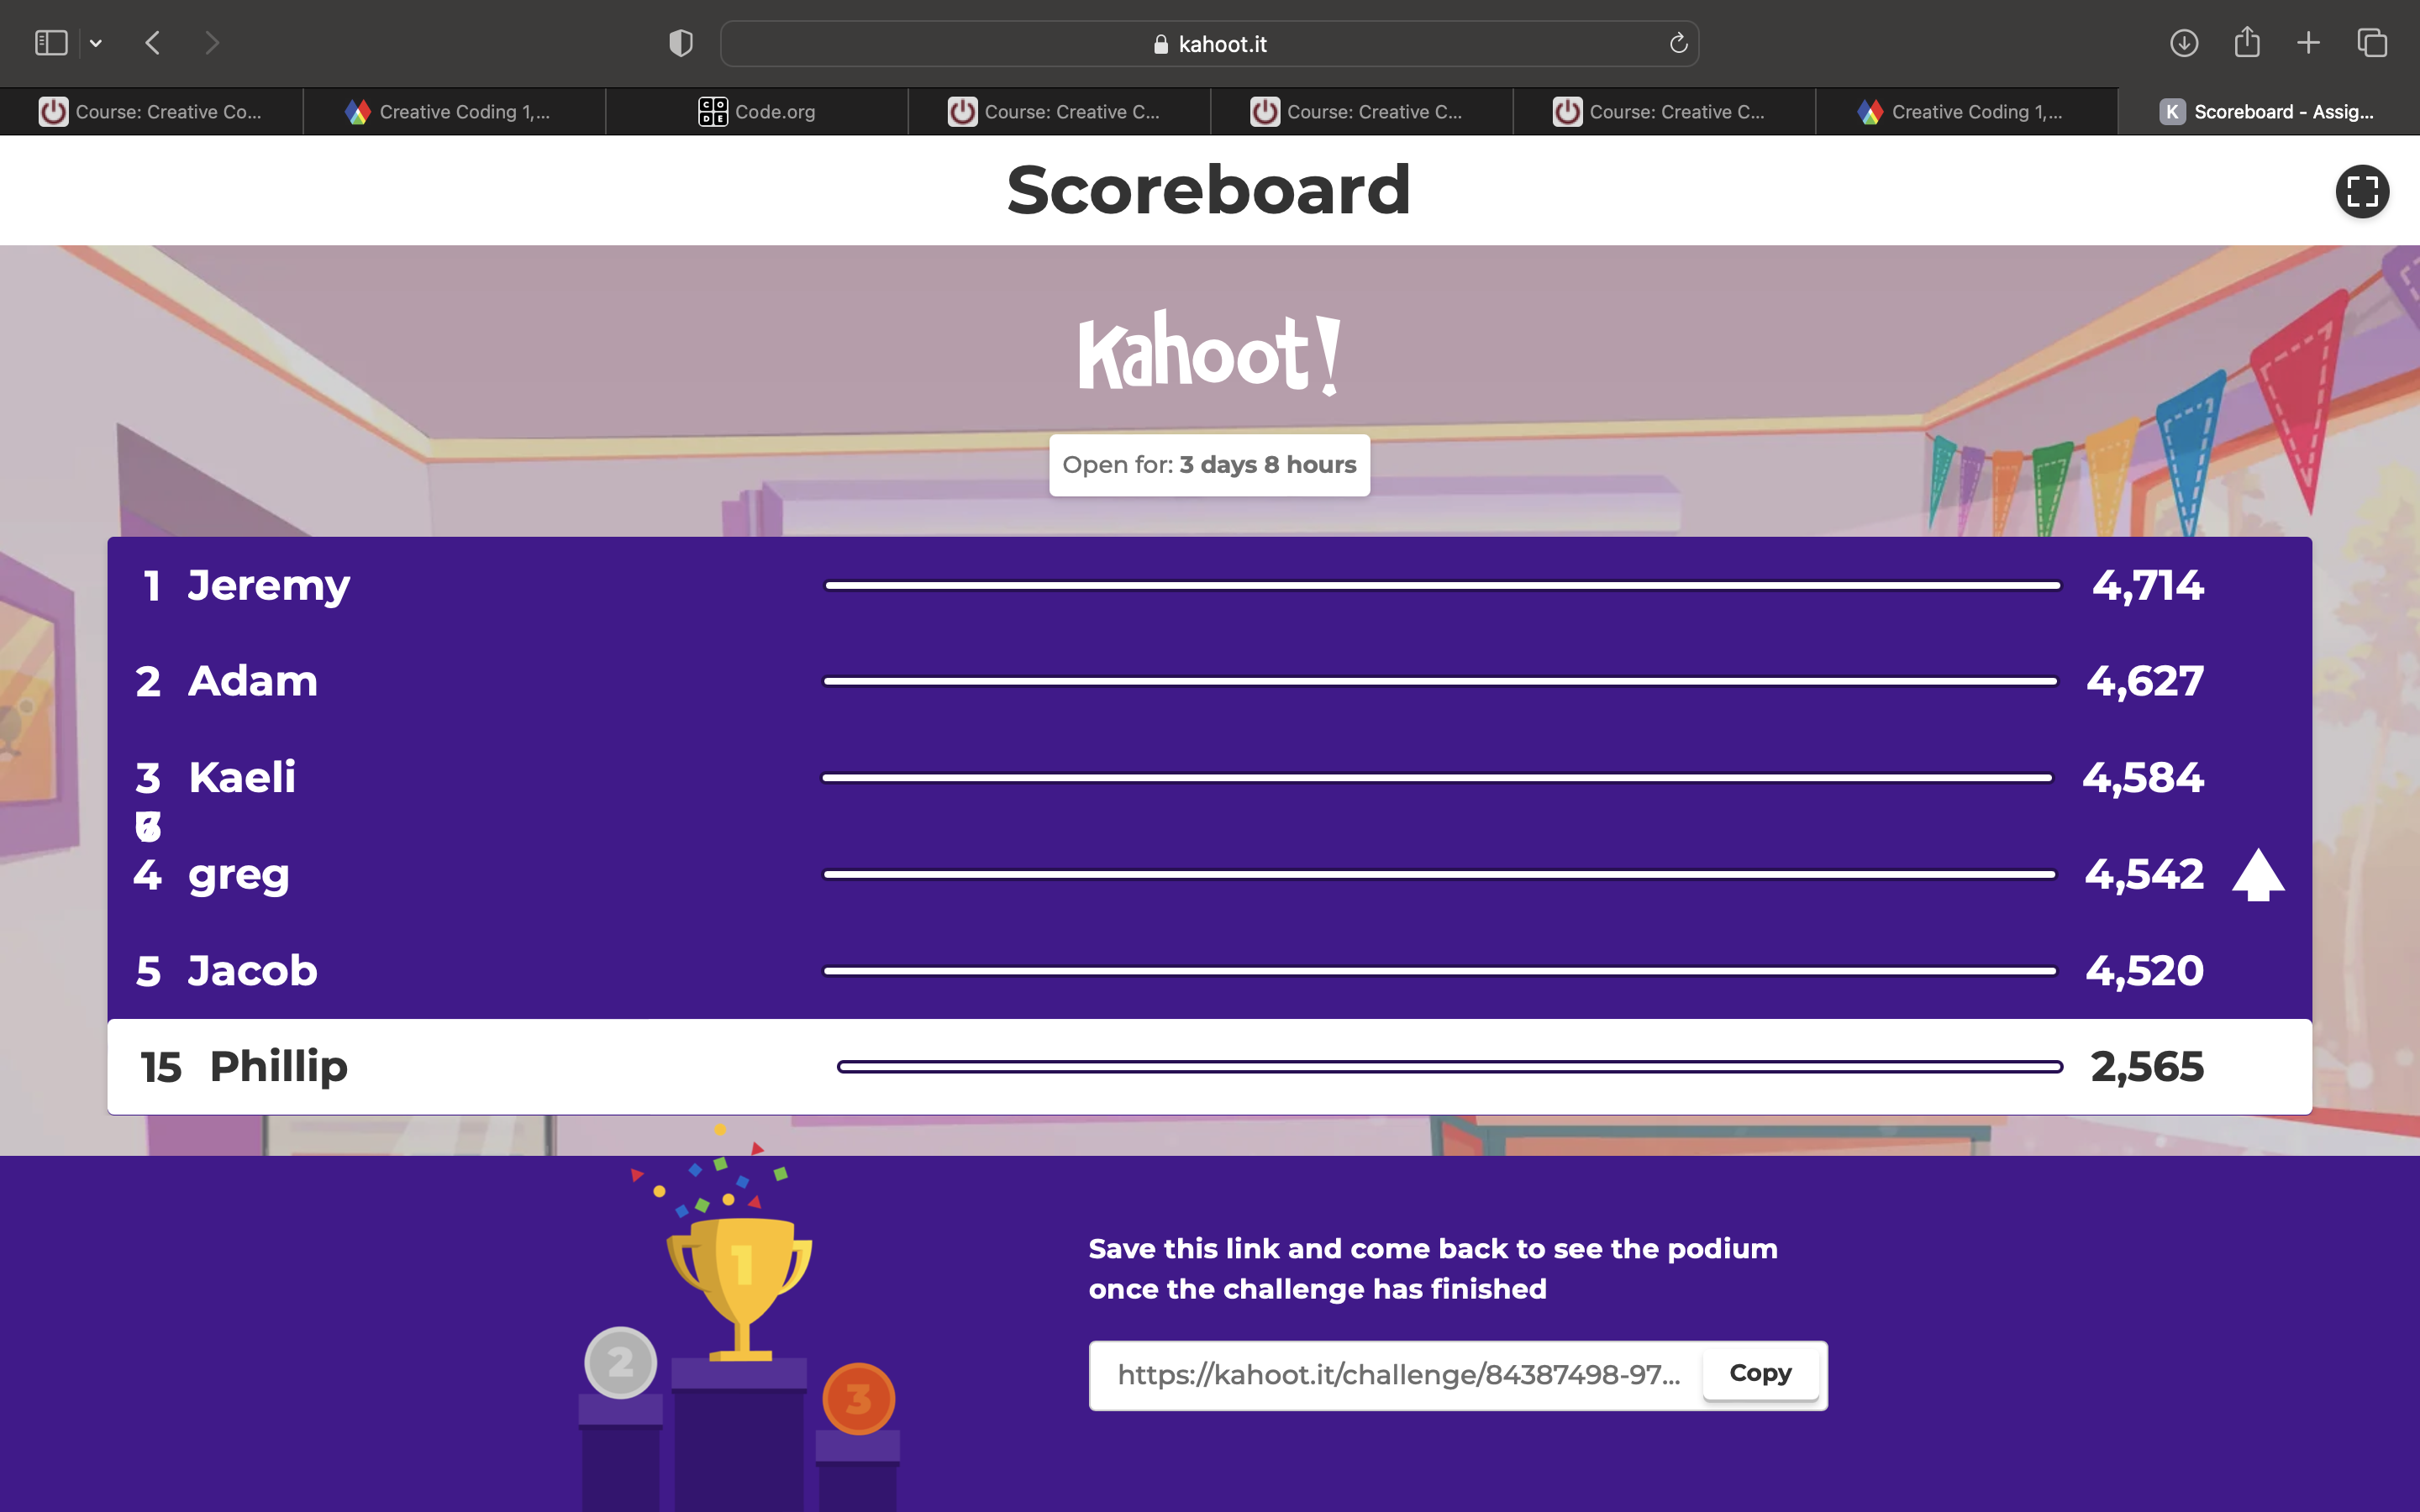 kahoot.it
Course: Creative Co...
Creative Coding 1,...
CODE
Code.org
Course: Creative C...
Course: Creative C...
Course: Creative C...
Creative Coding 1,...
K
Scoreboard - Assig...
Scoreboard
Kahoot!
Open for: 3 days 8 hours
1 Jeremy 4,714
2 Adam 4,627
3 Kaeli 4,584
4 greg 4,542
5 Jacob 4,520
15 Phillip 2,565
1
2
3
Save this link and come back to see the podium
once the challenge has finished
https://kahoot.it/challenge/84387498-97... Copy